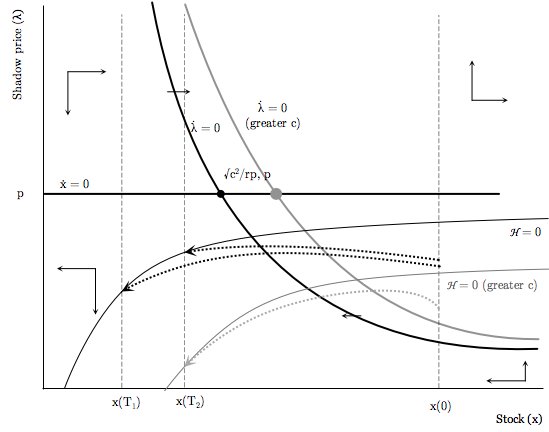 Shadow price (λ)
λ̇ = 0
(greater c)
λ̇ = 0
√c²/rp, p
ẋ = 0
p
ℋ = 0
ℋ = 0 (greater c)
x(T₁)
x(T₂)
x(0)
Stock (x)